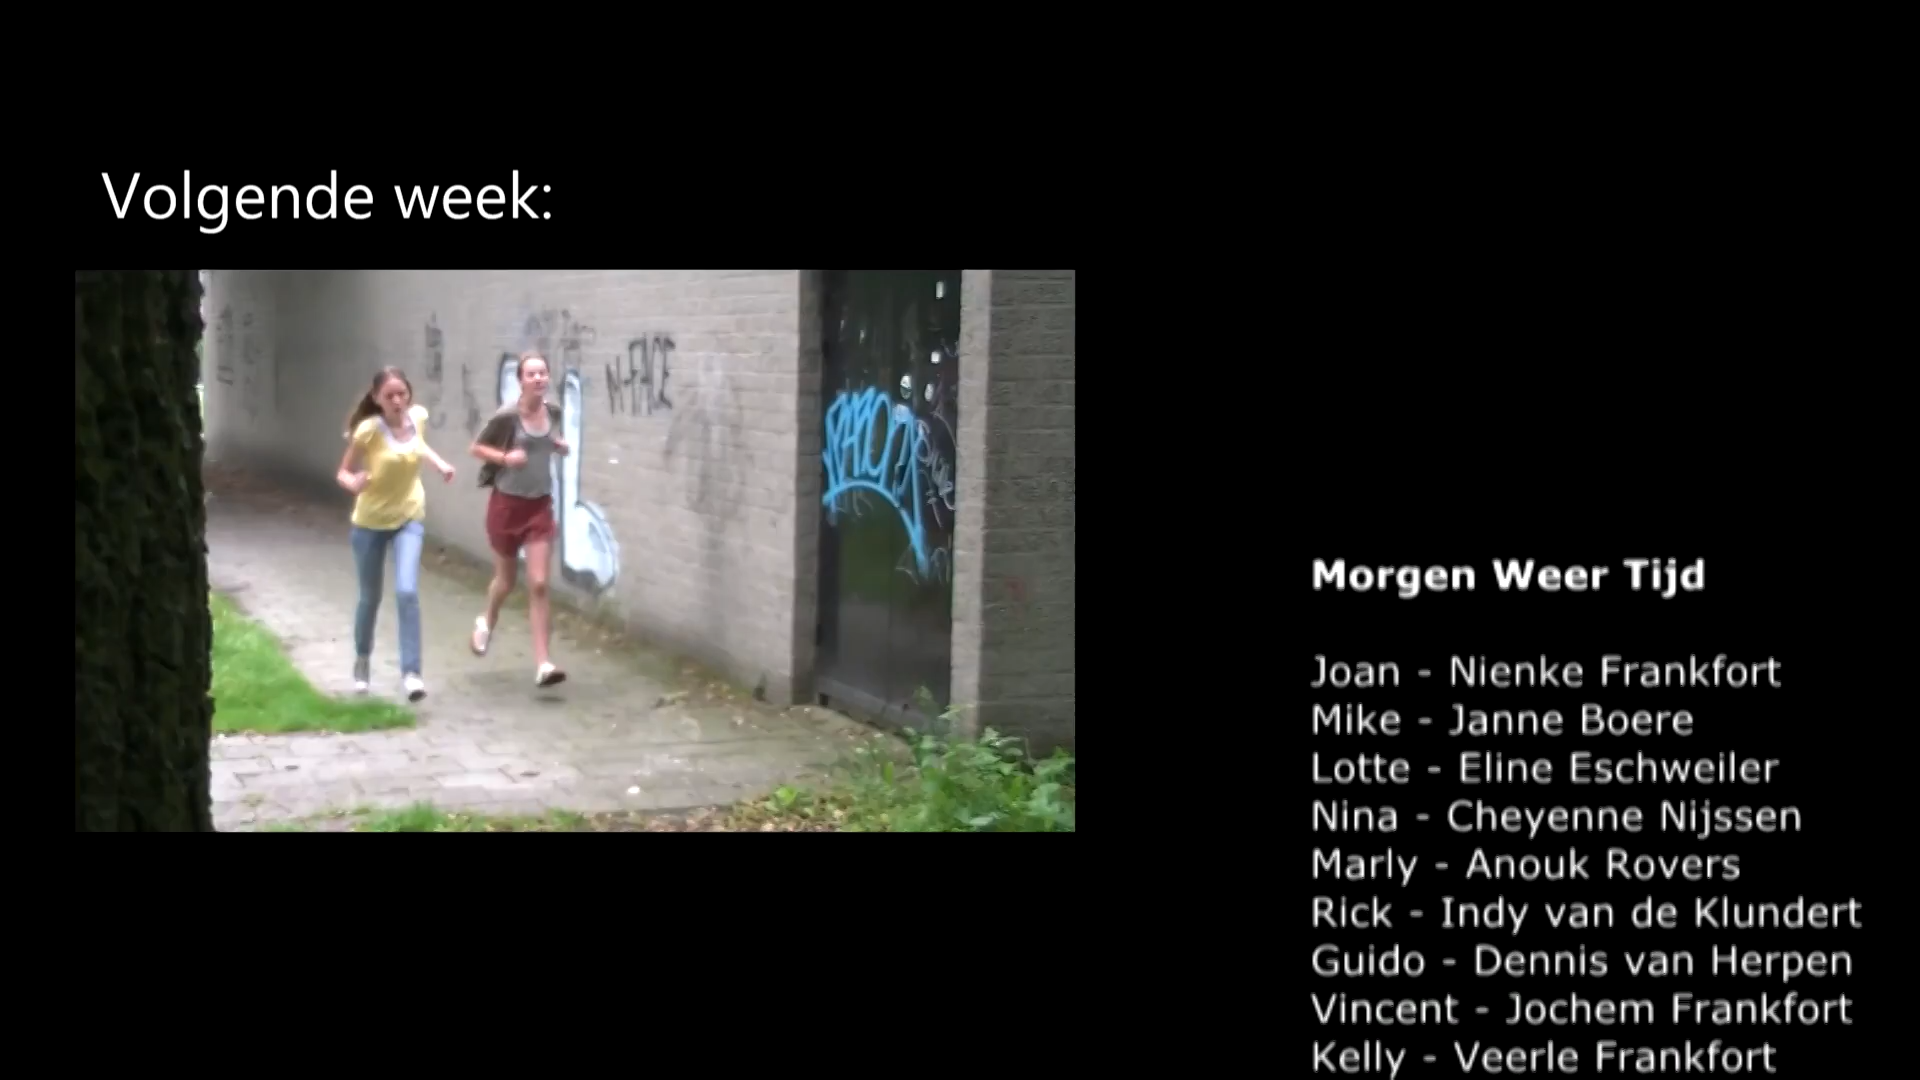 Volgende week:
M-FACE
Morgen Weer Tijd
Joan - Nienke Frankfort
Mike - Janne Boere
Lotte - Eline Eschweiler
Nina - Cheyenne Nijssen
Marly - Anouk Rovers
Rick - Indy van de Klundert
Guido - Dennis van Herpen
Vincent - Jochem Frankfort
Kelly - Veerle Frankfort